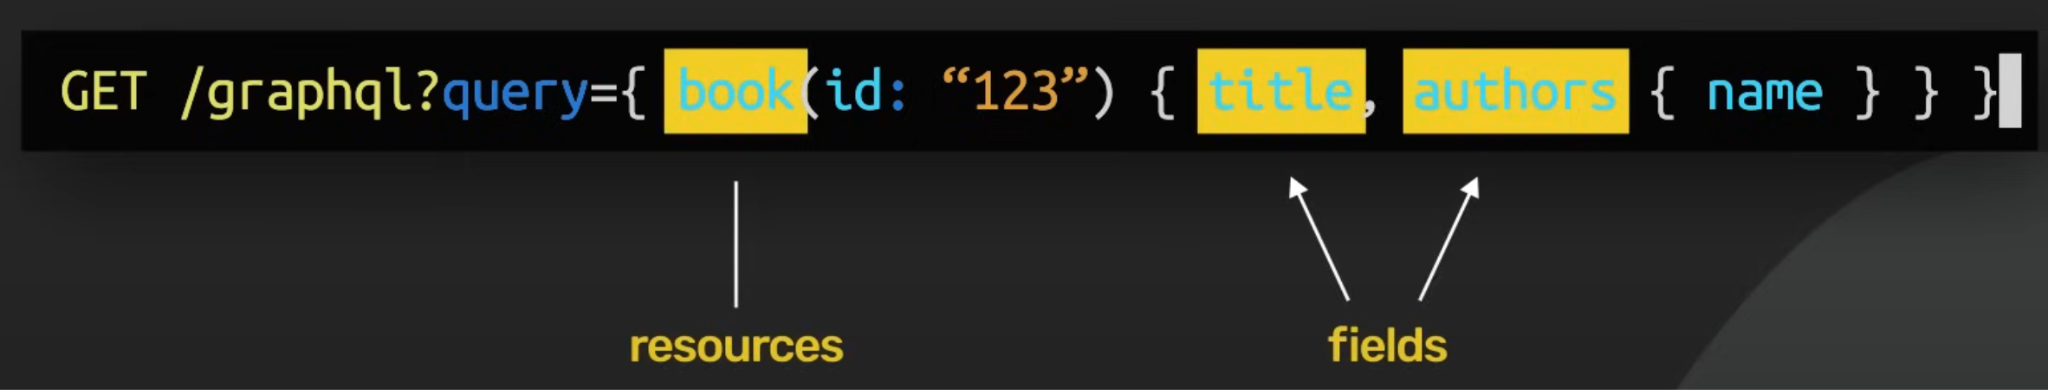 GET /graphql?query={ book(id: “123”) { title, authors { name } } }
resources
fields